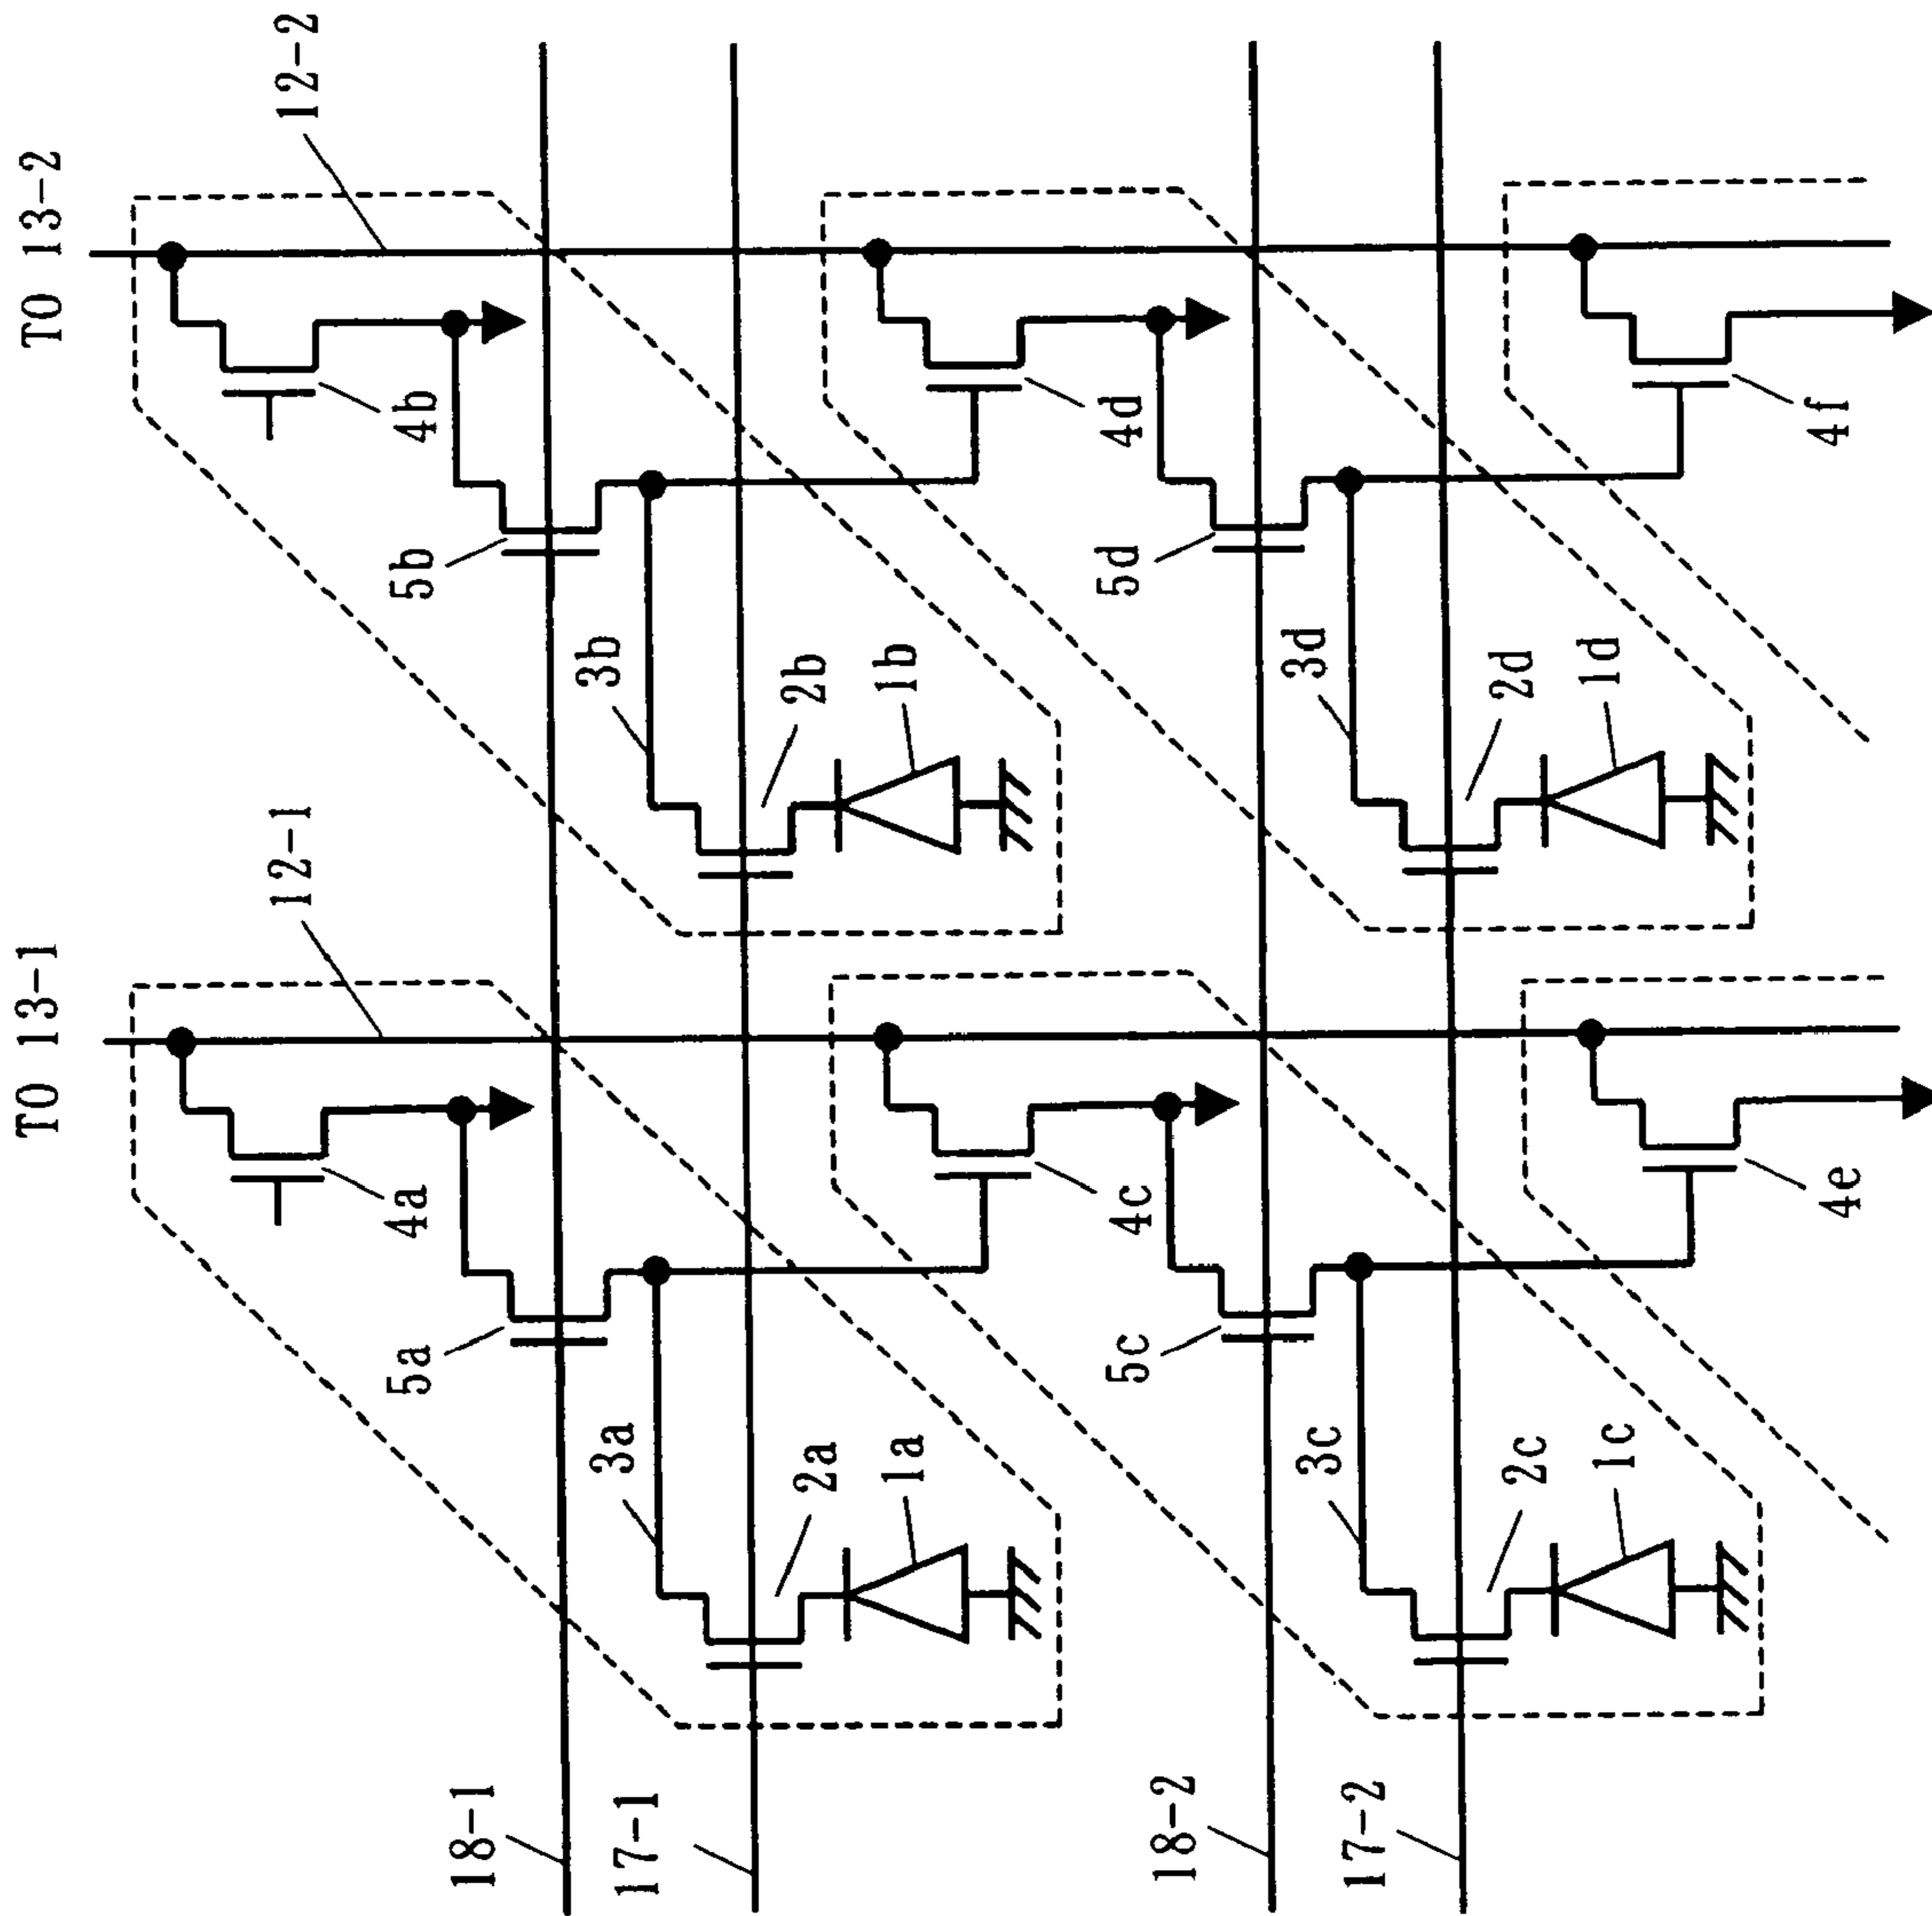 TO 13-1
TO 13-2
12-1
12-2
4a
4b
5a
5b
3a
3b
2a
2b
1a
1b
18-1
17-1
4c
4d
5c
5d
3c
3d
2c
2d
1c
1d
18-2
17-2
4e
4f